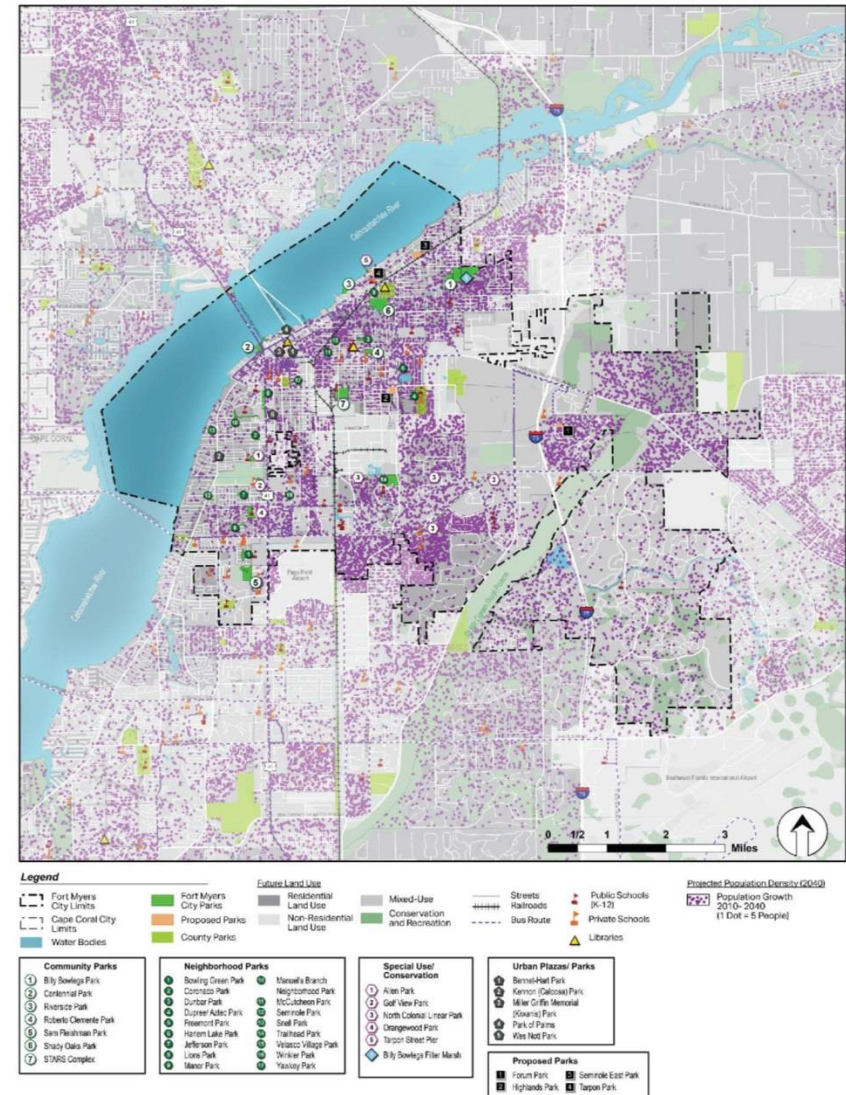 Caloosahatchee River
CAPE CORAL
Caloosahatchee River
Page Field
Airport
Southwest Florida International Airport
0 1/2 1 2 3
Miles
Legend
Fort Myers
City Limits
Cape Coral City
Limits
Water Bodies
Fort Myers
City Parks
Proposed Parks
County Parks
Future Land Use
Residential
Land Use
Non-Residential
Land Use
Mixed-Use
Conservation
and Recreation
Streets
Railroads
Bus Route
Public Schools
(K-12)
Private Schools
Libraries
Projected Population Density (2040)
Population Growth
2010- 2040
(1 Dot = 5 People)
Community Parks
1 Billy Bowlegs Park
2 Centennial Park
3 Riverside Park
4 Roberto Clemente Park
5 Sam Fleishman Park
6 Shady Oaks Park
7 STARS Complex
Neighborhood Parks
1 Bowling Green Park
2 Coronado Park
3 Dunbar Park
4 Dupree/ Aztec Park
5 Freemont Park
6 Harlem Lake Park
7 Jefferson Park
8 Lions Park
9 Manor Park
10 Manuel's Branch
Neighborhood Park
11 McCutcheon Park
12 Seminole Park
13 Snell Park
14 Trailhead Park
15 Velasco Village Park
16 Winkler Park
17 Yawkey Park
Special Use/
Conservation
1 Allen Park
2 Golf View Park
3 North Colonial Linear Park
4 Orangewood Park
5 Tarpon Street Pier
Billy Bowlegs Filter Marsh
Urban Plazas/ Parks
1 Bennet-Hart Park
2 Kennon (Caloosa) Park
3 Miller Griffin Memorial
(Kiwanis) Park
4 Park of Palms
5 Wes Nott Park
Proposed Parks
1 Forum Park
2 Highlands Park
3 Seminole East Park
4 Tarpon Park